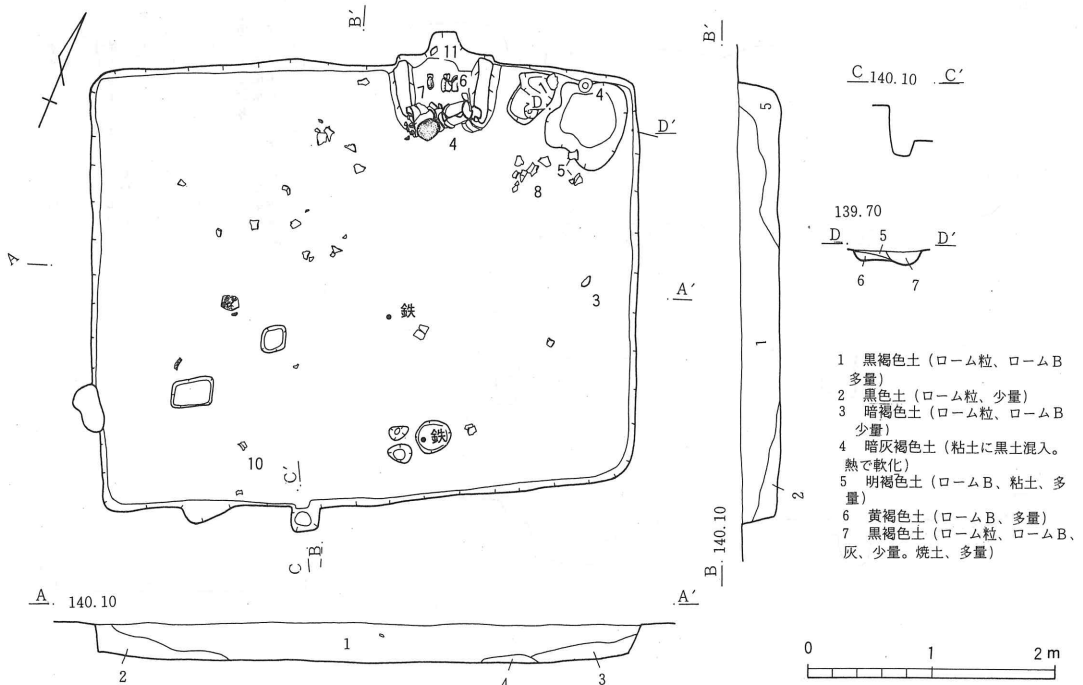 B′
11
7
6
4
D
4
D′
5
8
A
A′
鉄
3
鉄
10
C′
C
B
B′
5
1
2
B 140.10
C 140.10 C′
139.70
D 5 D′
6 7
1 黒褐色土(ローム粒、ロームB
多量)
2 黒色土(ローム粒、少量)
3 暗褐色土(ローム粒、ロームB
少量)
4 暗灰褐色土(粘土に黒土混入。
熱で軟化)
5 明褐色土(ロームB、粘土、多
量)
6 黄褐色土(ロームB、多量)
7 黒褐色土(ローム粒、ロームB、
灰、少量。焼土、多量)
A 140.10 A′
1
2 4 3
0 1 2m